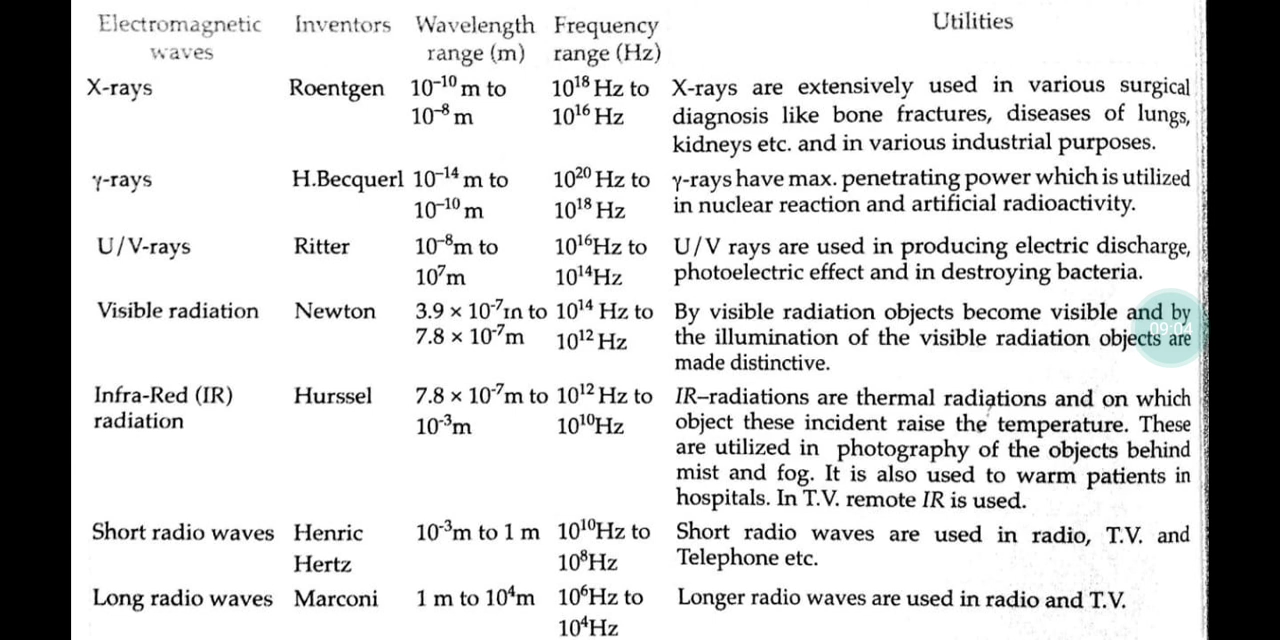 Electromagnetic waves Inventors Wavelength range (m) Frequency range (Hz) Utilities
X-rays Roentgen 10⁻¹⁰ m to 10¹⁸ Hz to X-rays are extensively used in various surgical
10⁻⁸ m 10¹⁶ Hz diagnosis like bone fractures, diseases of lungs,
kidneys etc. and in various industrial purposes.
γ-rays H.Becquerl 10⁻¹⁴ m to 10²⁰ Hz to γ-rays have max. penetrating power which is utilized
10⁻¹⁰ m 10¹⁸ Hz in nuclear reaction and artificial radioactivity.
U/V-rays Ritter 10⁻⁸m to 10¹⁶Hz to U/V rays are used in producing electric discharge,
10⁷m 10¹⁴Hz photoelectric effect and in destroying bacteria.
Visible radiation Newton 3.9 × 10⁻⁷m to 10¹⁴ Hz to By visible radiation objects become visible and by
7.8 × 10⁻⁷m 10¹² Hz the illumination of the visible radiation objects are
made distinctive.
Infra-Red (IR) Hurssel 7.8 × 10⁻⁷m to 10¹² Hz to IR–radiations are thermal radiations and on which
radiation 10⁻³m 10¹⁰Hz object these incident raise the temperature. These
are utilized in photography of the objects behind
mist and fog. It is also used to warm patients in
hospitals. In T.V. remote IR is used.
Short radio waves Henric 10⁻³m to 1 m 10¹⁰Hz to Short radio waves are used in radio, T.V. and
Hertz 10⁸Hz Telephone etc.
Long radio waves Marconi 1 m to 10⁴m 10⁶Hz to Longer radio waves are used in radio and T.V.
10⁴Hz
09:04